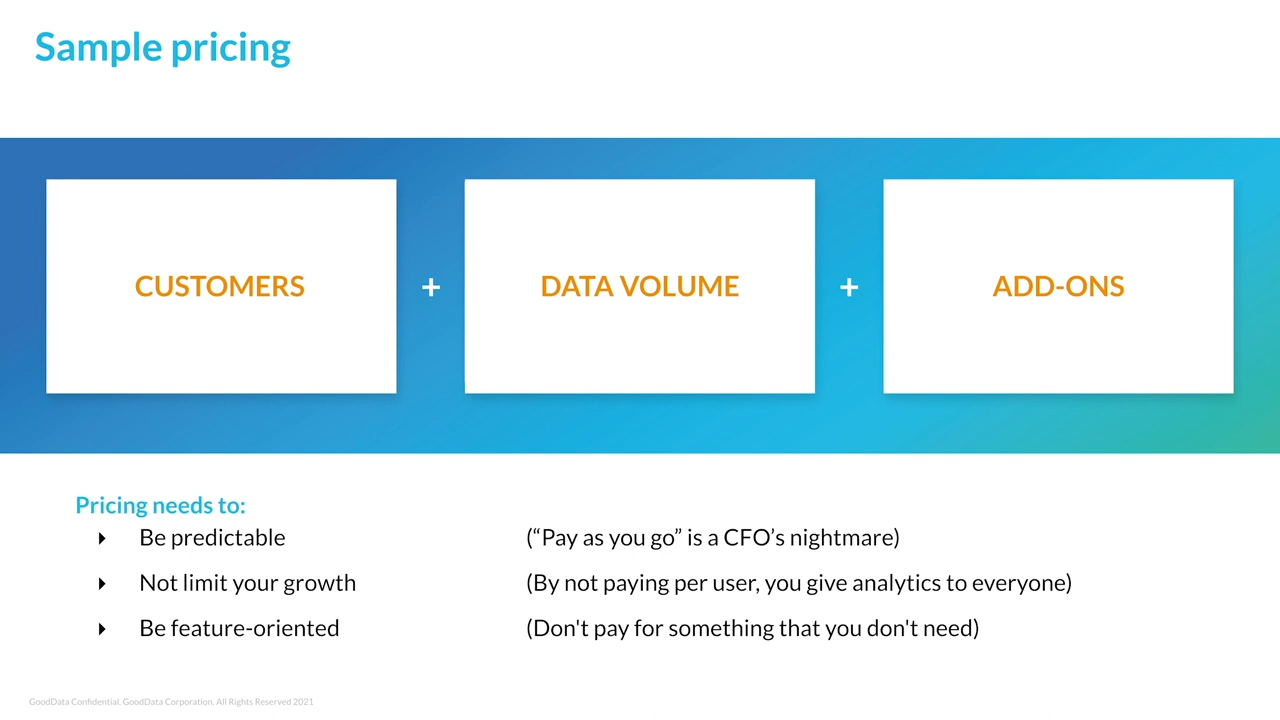 Sample pricing
CUSTOMERS + DATA VOLUME + ADD-ONS
Pricing needs to:
Be predictable (“Pay as you go” is a CFO’s nightmare)
Not limit your growth (By not paying per user, you give analytics to everyone)
Be feature-oriented (Don't pay for something that you don't need)
GoodData Confidential. GoodData Corporation. All Rights Reserved 2021